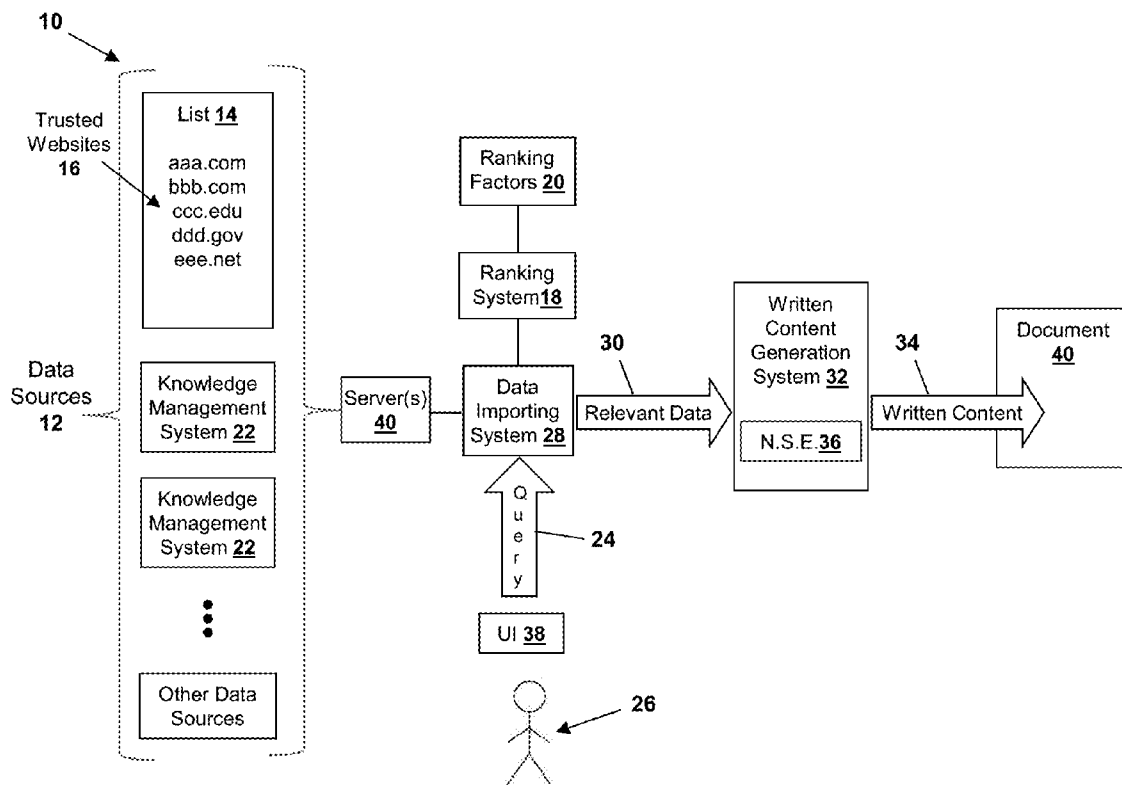 10
List 14
Trusted
Websites
16
aaa.com
bbb.com
ccc.edu
ddd.gov
eee.net
Data
Sources
12
Knowledge
Management
System 22
Knowledge
Management
System 22
Other Data
Sources
Server(s)
40
Ranking
Factors 20
Ranking
System18
Data
Importing
System 28
Query
24
UI 38
26
30
Relevant Data
Written
Content
Generation
System 32
N.S.E.36
34
Written Content
Document
40